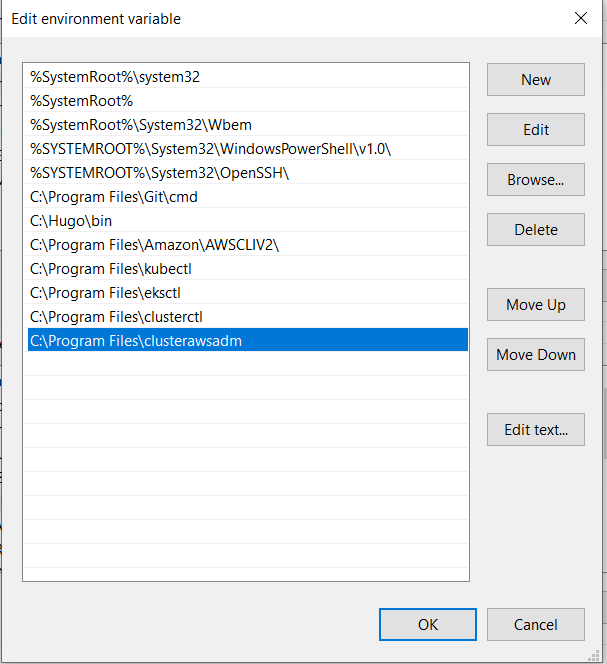 Edit environment variable
%SystemRoot%\system32
%SystemRoot%
%SystemRoot%\System32\Wbem
%SYSTEMROOT%\System32\WindowsPowerShell\v1.0\
%SYSTEMROOT%\System32\OpenSSH\
C:\Program Files\Git\cmd
C:\Hugo\bin
C:\Program Files\Amazon\AWSCLIV2\
C:\Program Files\kubectl
C:\Program Files\eksctl
C:\Program Files\clusterctl
C:\Program Files\clusterawsadm
New
Edit
Browse...
Delete
Move Up
Move Down
Edit text...
OK
Cancel